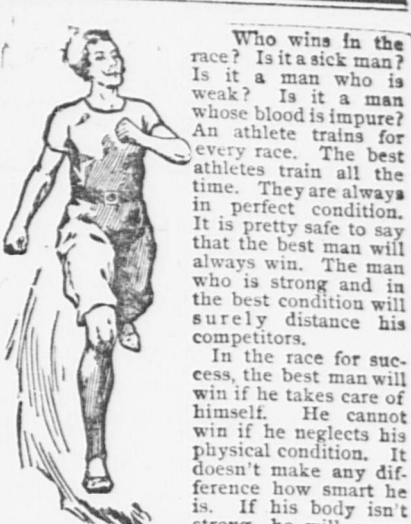 Who wins in the
race? Is it a sick man?
Is it a man who is
weak? Is it a man
whose blood is impure?
An athlete trains for
every race. The best
athletes train all the
time. They are always
in perfect condition.
It is pretty safe to say
that the best man will
always win. The man
who is strong and in
the best condition will
surely distance his
competitors.
In the race for suc-
cess, the best man will
win if he takes care of
himself. He cannot
win if he neglects his
physical condition. It
doesn't make any dif-
ference how smart he
is. If his body isn't
strong, he will